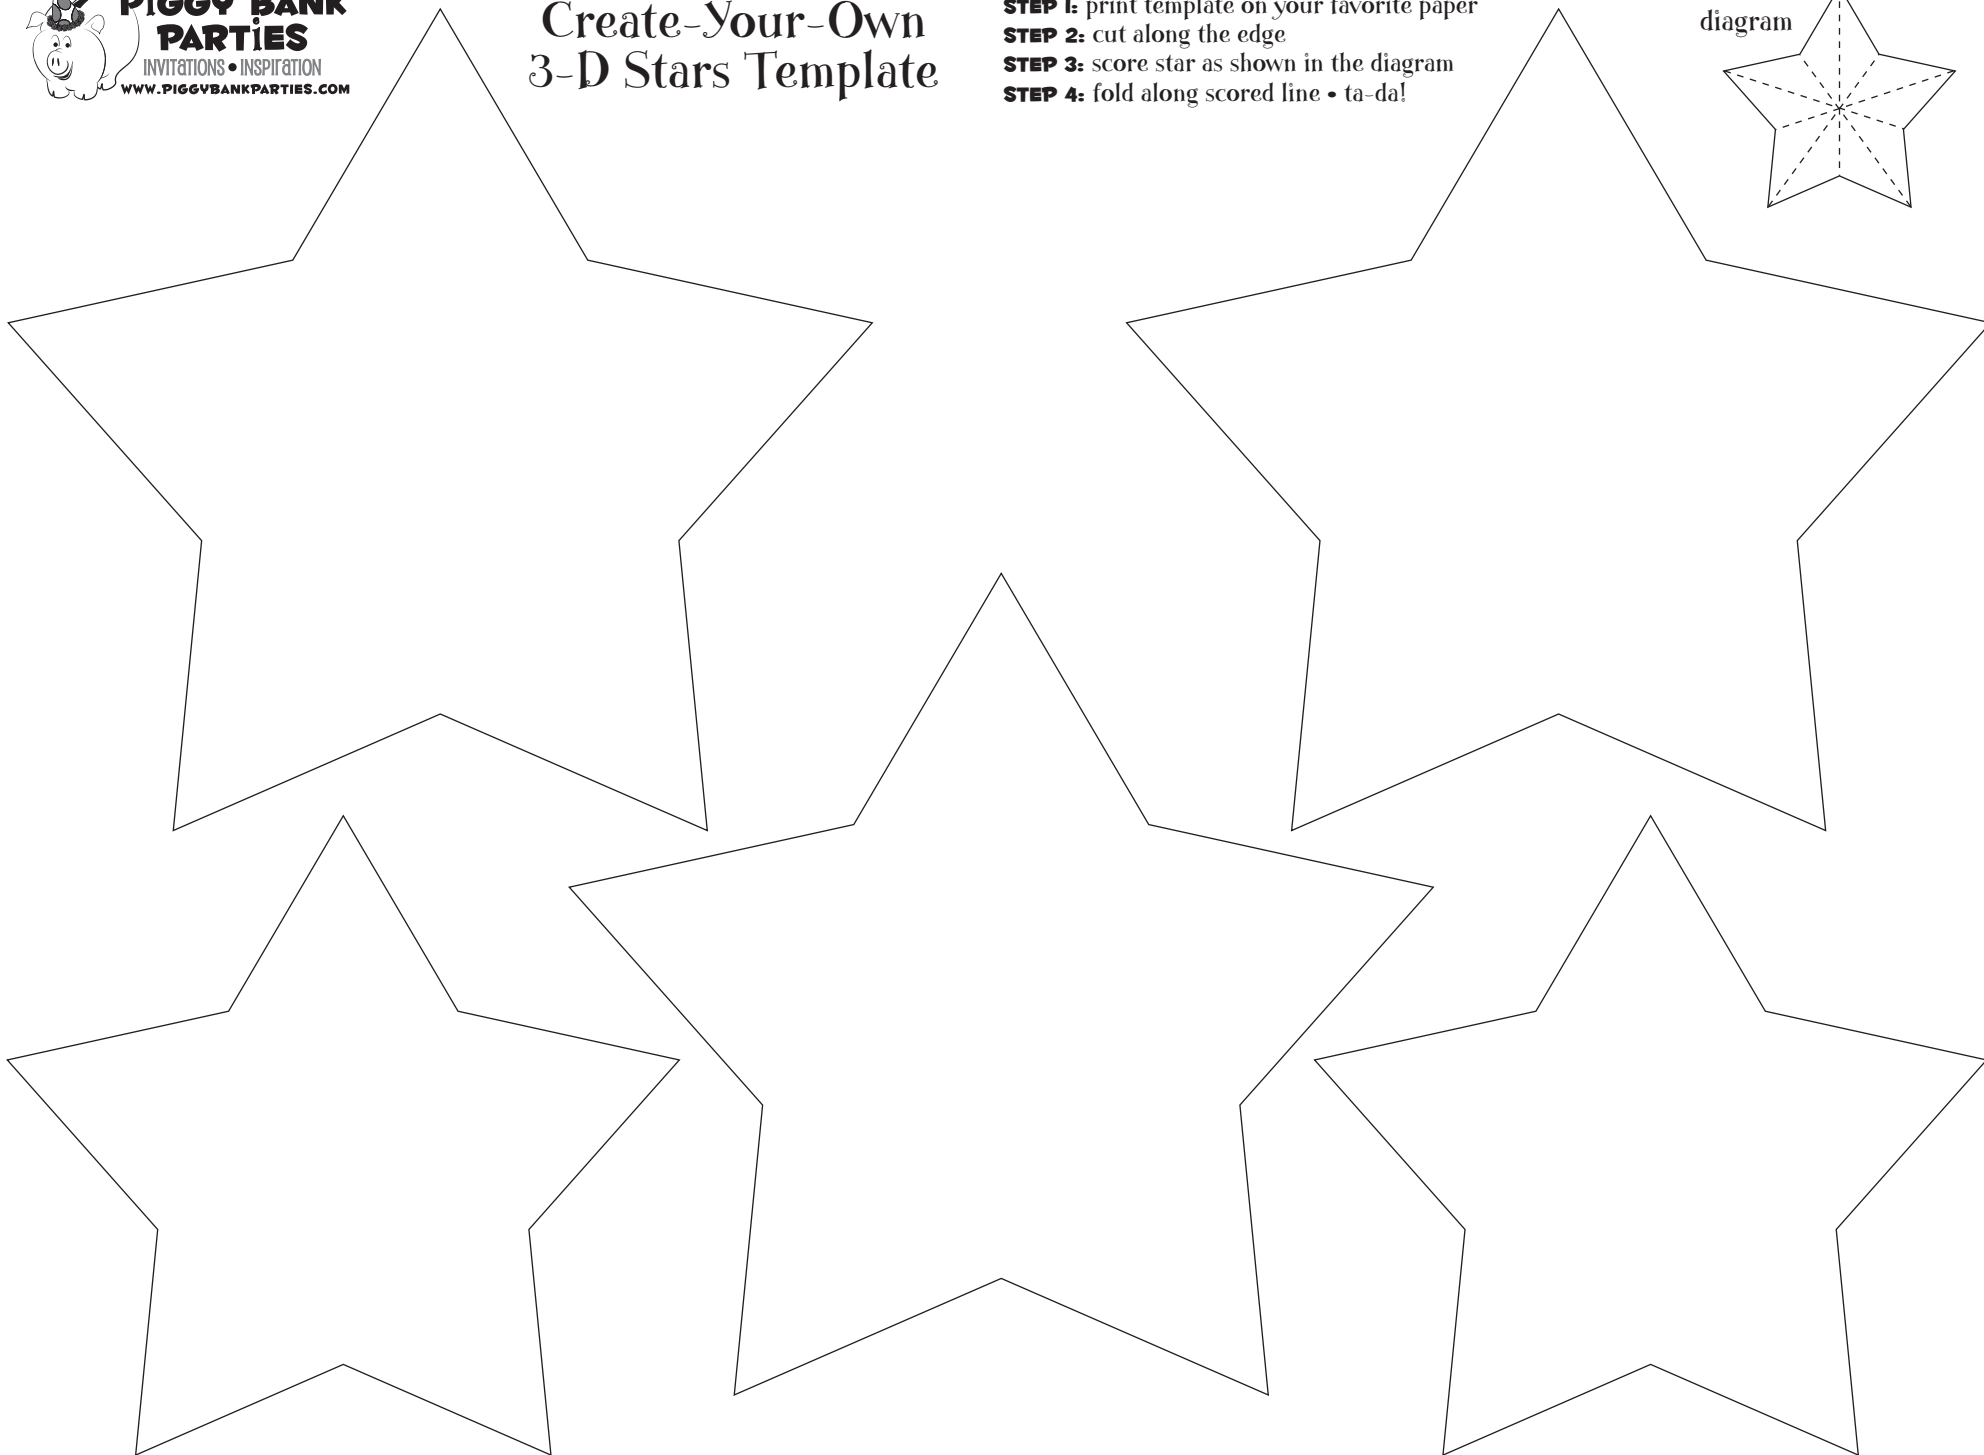 PiGGY BANK
PARTiES
INVITATIONS • INSPIRATION
WWW.PIGGYBANKPARTIES.COM
Create-Your-Own
3-D Stars Template
STEP 1: print template on your favorite paper
STEP 2: cut along the edge
STEP 3: score star as shown in the diagram
STEP 4: fold along scored line • ta-da!
diagram